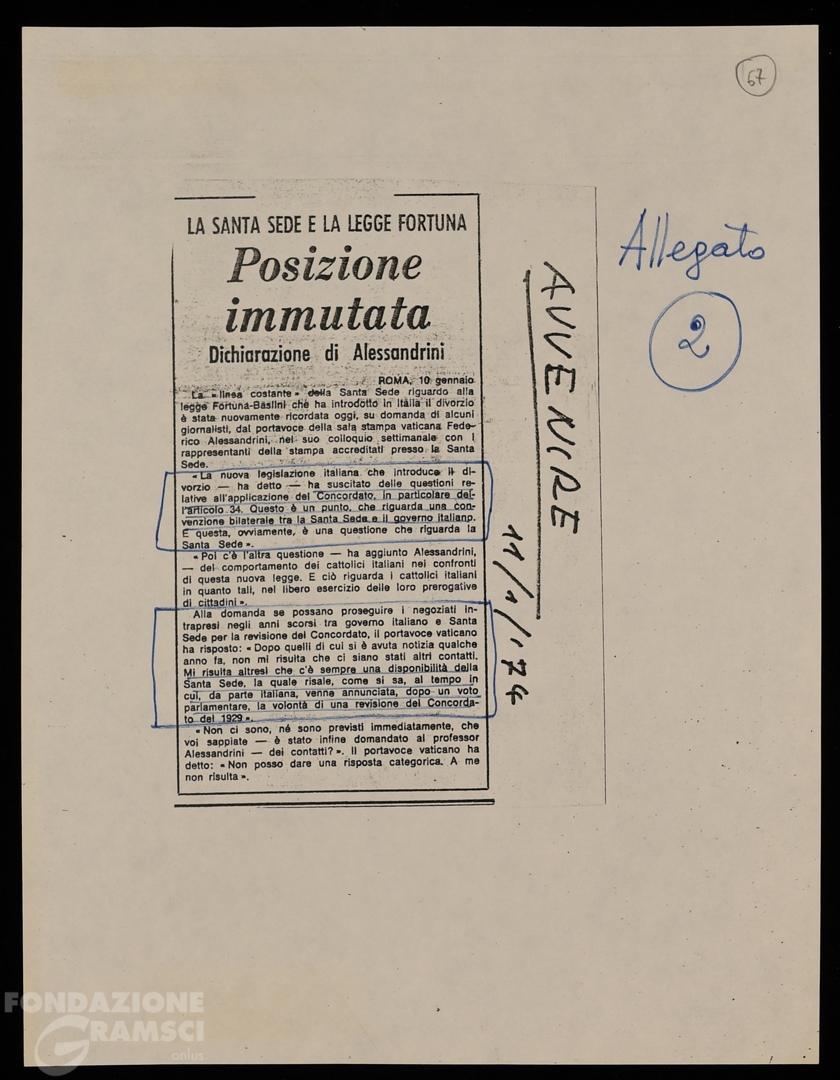 67
LA SANTA SEDE E LA LEGGE FORTUNA
Posizione
immutata
Dichiarazione di Alessandrini
ROMA, 10 gennaio
La « linea costante » della Santa Sede riguardo alla
legge Fortuna-Baslini che ha introdotto in Italia il divorzio
è stata nuovamente ricordata oggi, su domanda di alcuni
giornalisti, dal portavoce della sala stampa vaticana Fede-
rico Alessandrini, nel suo colloquio settimanale con i
rappresentanti della stampa accreditati presso la Santa
Sede.
« La nuova legislazione italiana che introduce il di-
vorzio — ha detto — ha suscitato delle questioni re-
lative all'applicazione del Concordato, in particolare del-
l'articolo 34. Questo è un punto, che riguarda una con-
venzione bilaterale tra la Santa Sede e il governo italiano.
E questa, ovviamente, è una questione che riguarda la
Santa Sede ».
« Poi c'è l'altra questione — ha aggiunto Alessandrini,
— del comportamento dei cattolici italiani nei confronti
di questa nuova legge. E ciò riguarda i cattolici italiani
in quanto tali, nel libero esercizio delle loro prerogative
di cittadini ».
Alla domanda se possano proseguire i negoziati in-
trapresi negli anni scorsi tra governo italiano e Santa
Sede per la revisione del Concordato, il portavoce vaticano
ha risposto: « Dopo quelli di cui si è avuta notizia qualche
anno fa, non mi risulta che ci siano stati altri contatti.
Mi risulta altresì che c'è sempre una disponibilità della
Santa Sede, la quale risale, come si sa, al tempo in
cui, da parte italiana, venne annunciata, dopo un voto
parlamentare, la volontà di una revisione del Concorda-
to del 1929 ».
« Non ci sono, né sono previsti immediatamente, che
voi sappiate — è stato infine domandato al professor
Alessandrini — dei contatti? ». Il portavoce vaticano ha
detto: « Non posso dare una risposta categorica. A me
non risulta ».
AVVENIRE
11/1/'74
Allegato
2
FONDAZIONE
GRAMSCI
onlus